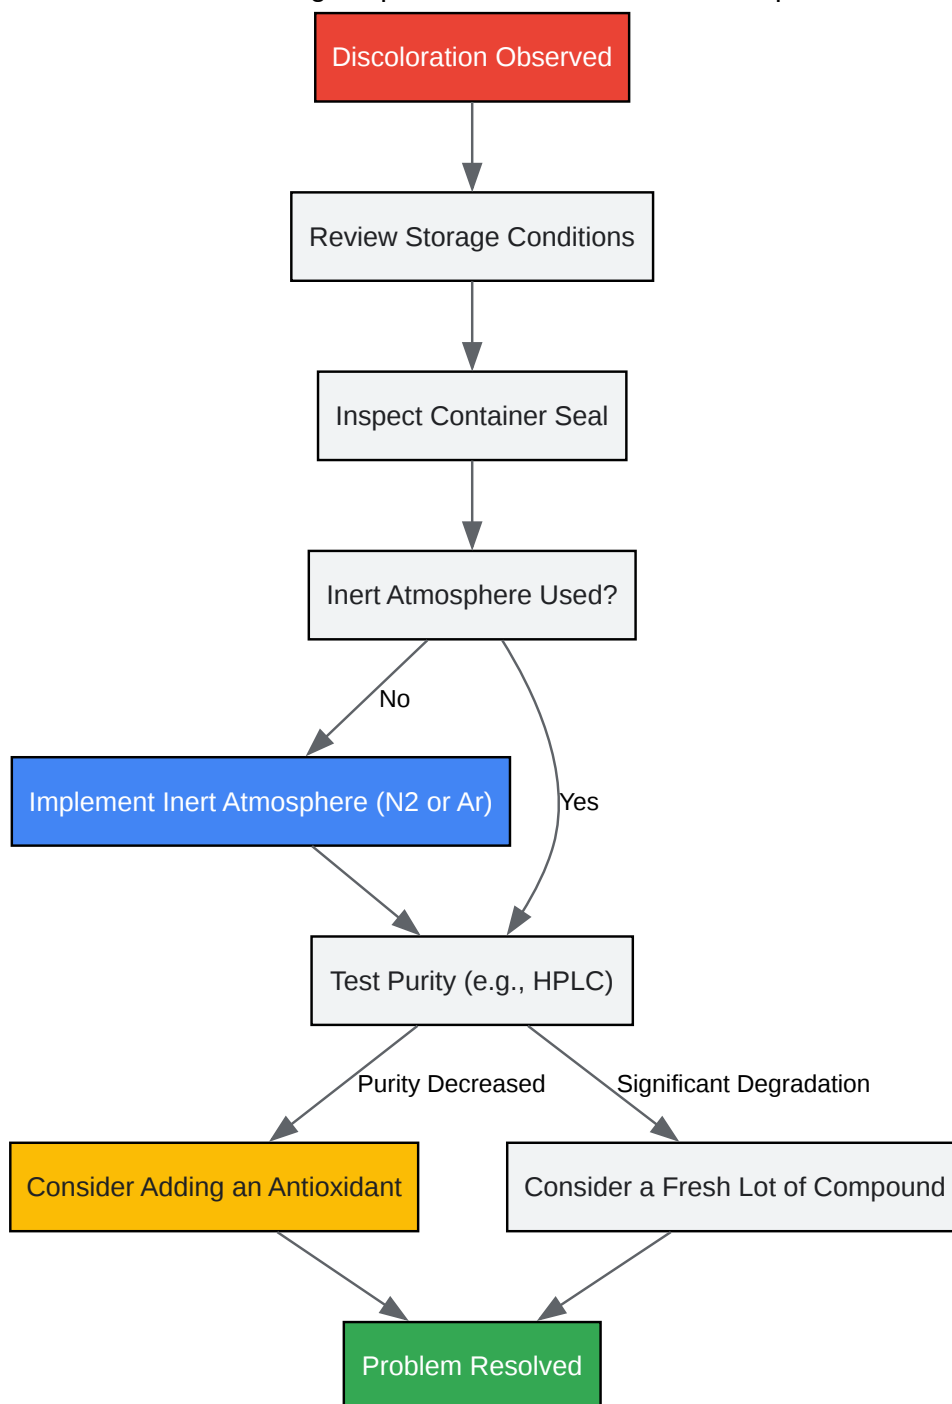 Discoloration Observed
Review Storage Conditions
Inspect Container Seal
Inert Atmosphere Used?
No
Implement Inert Atmosphere (N2 or Ar)
Yes
Test Purity (e.g., HPLC)
Purity Decreased
Significant Degradation
Consider Adding an Antioxidant
Consider a Fresh Lot of Compound
Problem Resolved